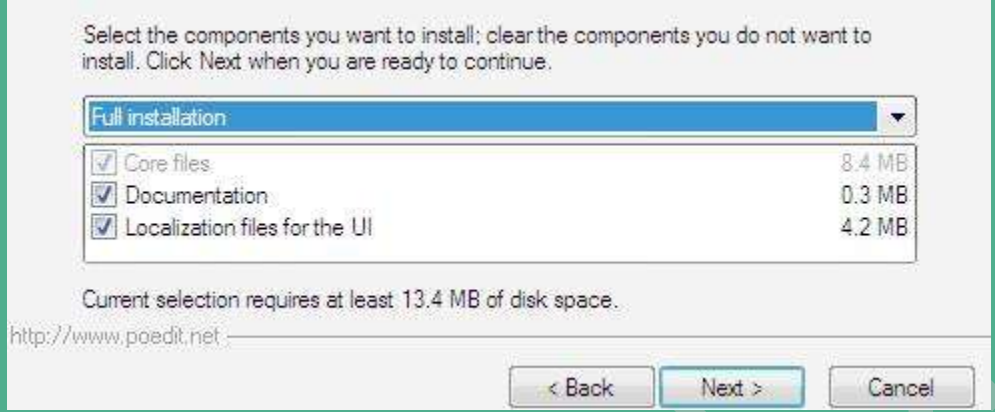 Select the components you want to install; clear the components you do not want to
install. Click Next when you are ready to continue.
Full installation
Core files 8.4 MB
Documentation 0.3 MB
Localization files for the UI 4.2 MB
Current selection requires at least 13.4 MB of disk space.
http://www.poedit.net
< Back Next > Cancel